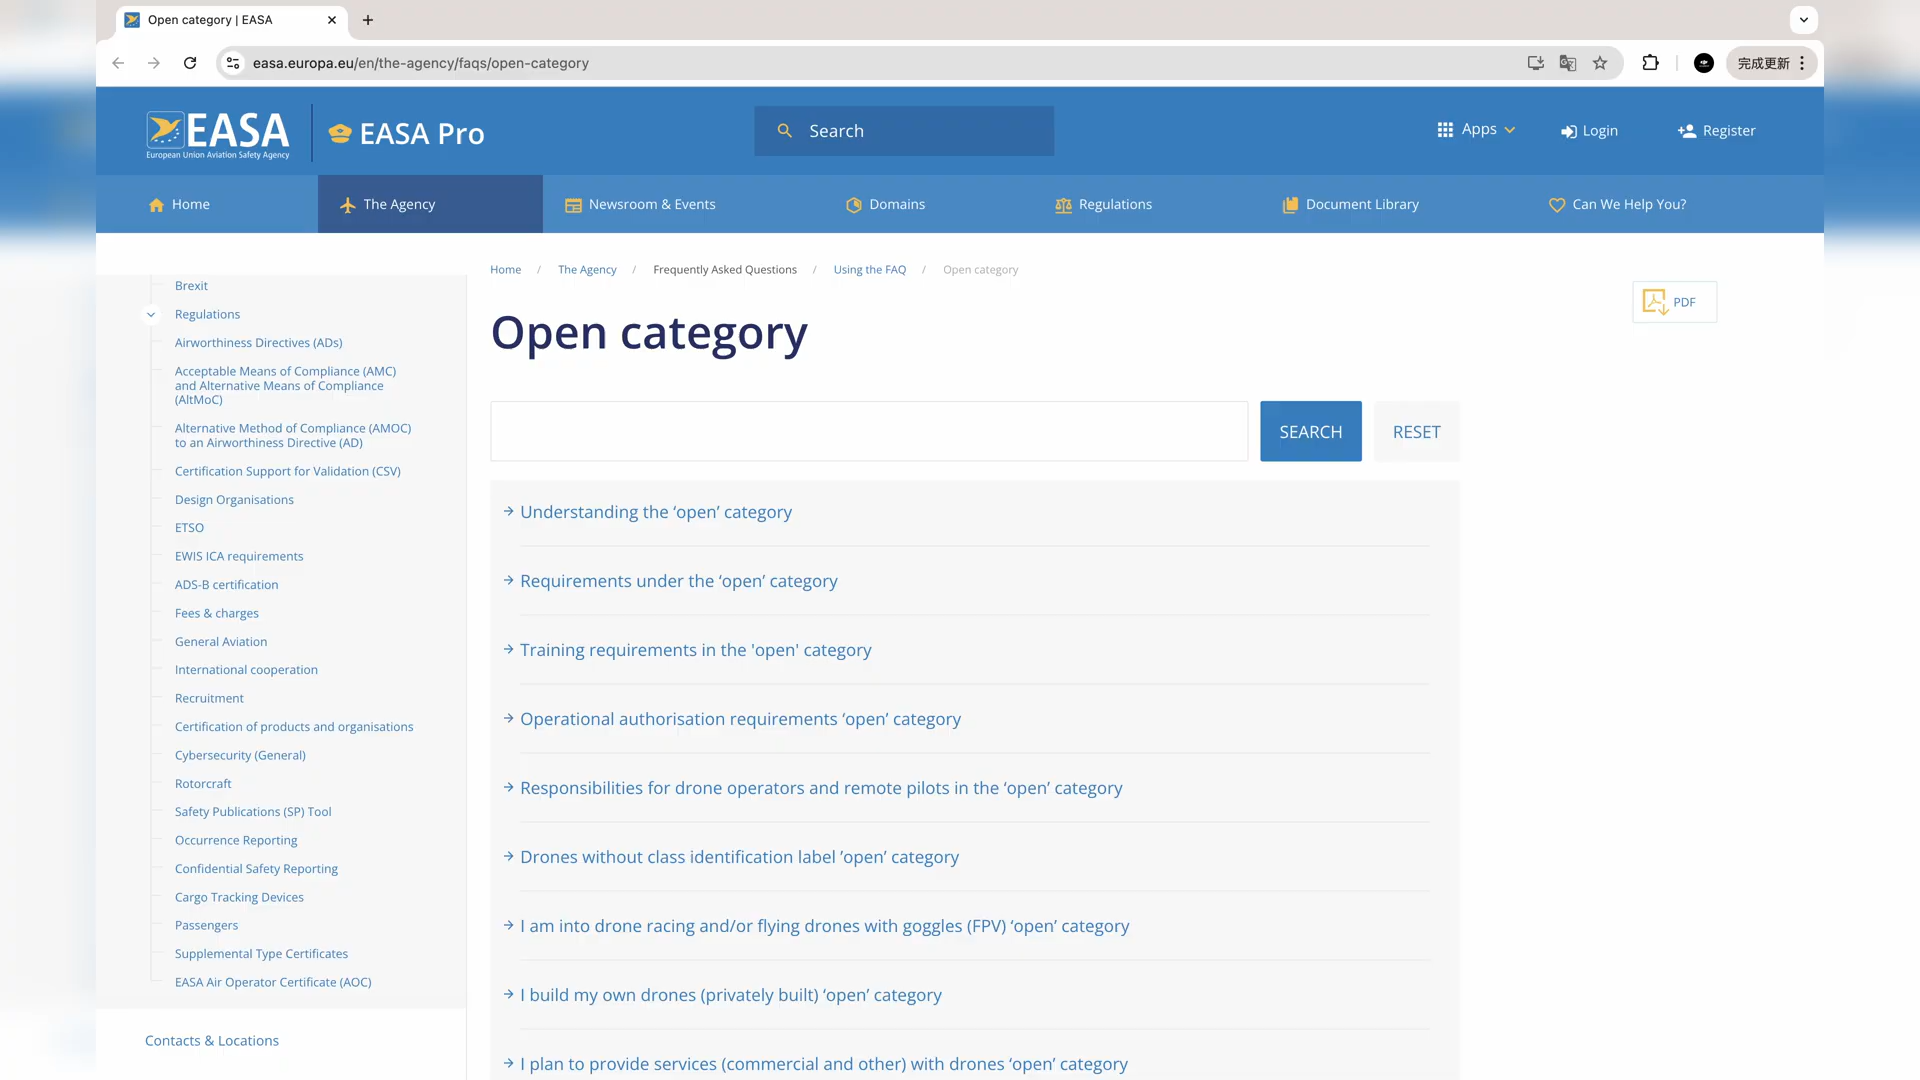 Open category | EASA
easa.europa.eu/en/the-agency/faqs/open-category
完成更新
EASA
European Union Aviation Safety Agency
EASA Pro
Search
Apps
Login
Register
Home
The Agency
Newsroom & Events
Domains
Regulations
Document Library
Can We Help You?
Brexit
Regulations
Airworthiness Directives (ADs)
Acceptable Means of Compliance (AMC)
and Alternative Means of Compliance
(AltMoC)
Alternative Method of Compliance (AMOC)
to an Airworthiness Directive (AD)
Certification Support for Validation (CSV)
Design Organisations
ETSO
EWIS ICA requirements
ADS-B certification
Fees & charges
General Aviation
International cooperation
Recruitment
Certification of products and organisations
Cybersecurity (General)
Rotorcraft
Safety Publications (SP) Tool
Occurrence Reporting
Confidential Safety Reporting
Cargo Tracking Devices
Passengers
Supplemental Type Certificates
EASA Air Operator Certificate (AOC)
Contacts & Locations
Home / The Agency / Frequently Asked Questions / Using the FAQ / Open category
PDF
Open category
SEARCH
RESET
Understanding the ‘open’ category
Requirements under the ‘open’ category
Training requirements in the 'open' category
Operational authorisation requirements ‘open’ category
Responsibilities for drone operators and remote pilots in the ‘open’ category
Drones without class identification label ’open’ category
I am into drone racing and/or flying drones with goggles (FPV) ‘open’ category
I build my own drones (privately built) ‘open’ category
I plan to provide services (commercial and other) with drones ‘open’ category